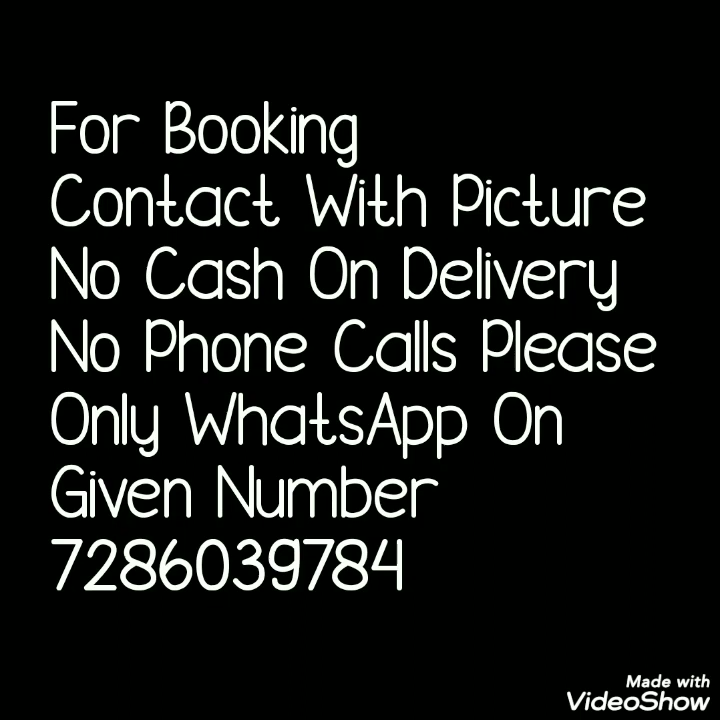 For Booking
Contact With Picture
No Cash On Delivery
No Phone Calls Please
Only WhatsApp On
Given Number
7286039784
Made with
VideoShow